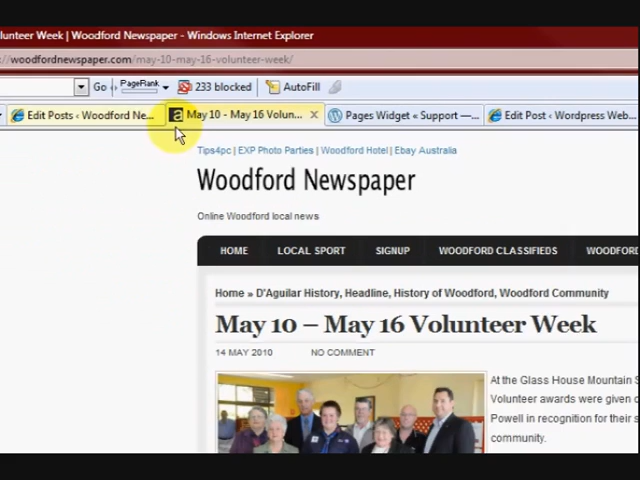 lunteer Week | Woodford Newspaper - Windows Internet Explorer
://woodfordnewspaper.com/may-10-may-16-volunteer-week/
Go PageRank 233 blocked AutoFill
Edit Posts ‹ Woodford Ne... May 10 - May 16 Volun... Pages Widget « Support —... Edit Post ‹ Wordpress Web...
Tips4pc | EXP Photo Parties | Woodford Hotel | Ebay Australia
Woodford Newspaper
Online Woodford local news
HOME LOCAL SPORT SIGNUP WOODFORD CLASSIFIEDS WOODFORD
Home » D'Aguilar History, Headline, History of Woodford, Woodford Community
May 10 – May 16 Volunteer Week
14 MAY 2010 NO COMMENT
At the Glass House Mountain S
Volunteer awards were given o
Powell in recognition for their s
community.